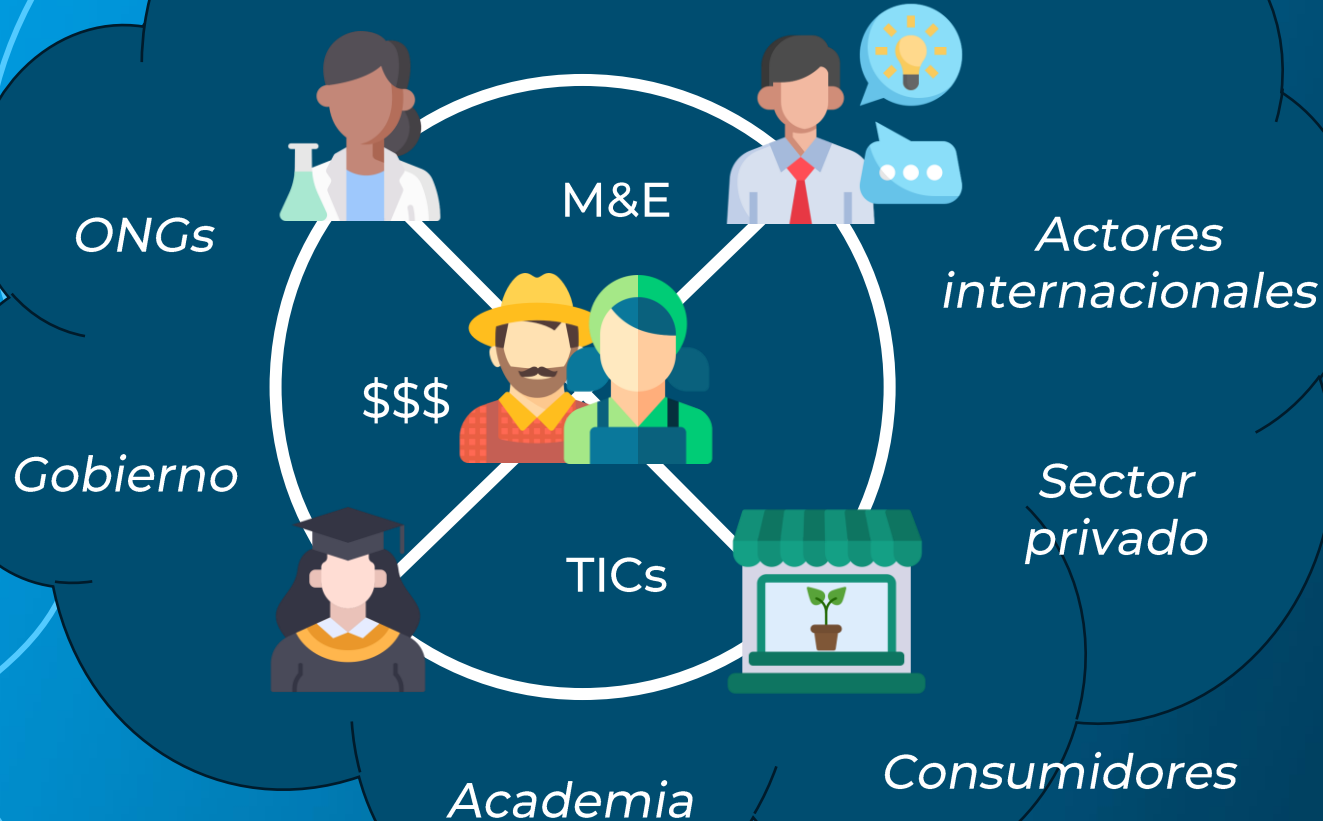 M&E
ONGs
Actores
internacionales
$$$
Gobierno
Sector
privado
TICs
Consumidores
Academia